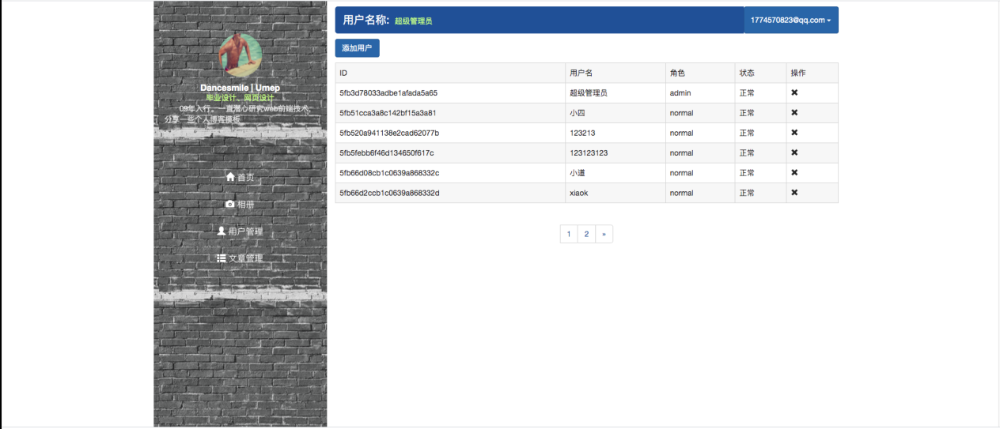 Dancesmile | Umep
毕业设计、网页设计
09年入行。一直潜心研究web前端技术,
分享一些个人博客模板
首页
相册
用户管理
文章管理
用户名称: 超级管理员
1774570823@qq.com
添加用户
ID 用户名 角色 状态 操作
5fb3d78033adbe1afada5a65 超级管理员 admin 正常
5fb51cca3a8c142bf15a3a81 小四 normal 正常
5fb520a941138e2cad62077b 123213 normal 正常
5fb5febb6f46d134650f617c 123123123 normal 正常
5fb66d08cb1c0639a868332c 小道 normal 正常
5fb66d2ccb1c0639a868332d xiaok normal 正常
1 2 »